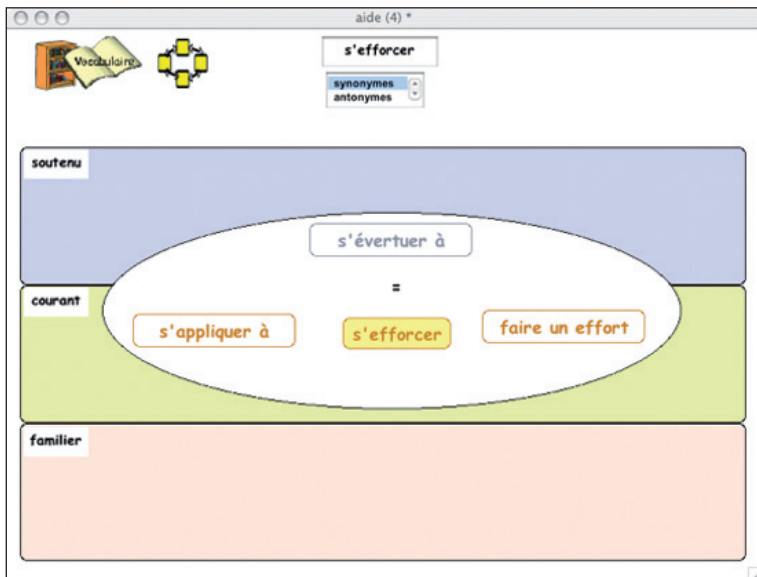 aide (4) *
Vocabulaire
s'efforcer
synonymes
antonymes
soutenu
s'évertuer à
=
courant
s'appliquer à
s'efforcer
faire un effort
familier